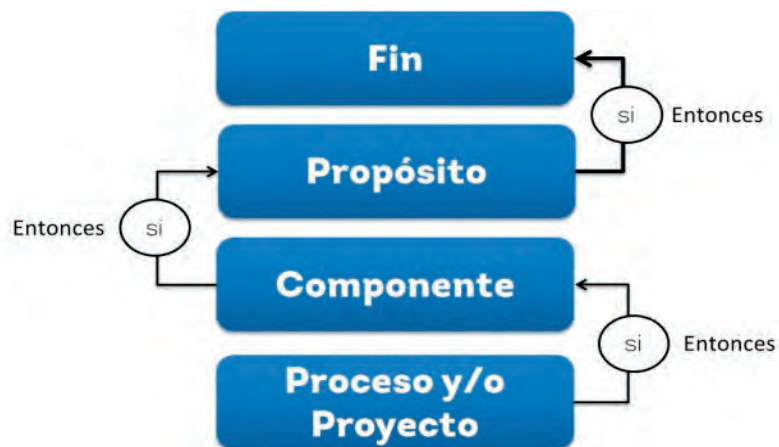 Fin
si Entonces
Propósito
Entonces si
Componente
si Entonces
Proceso y/o
Proyecto